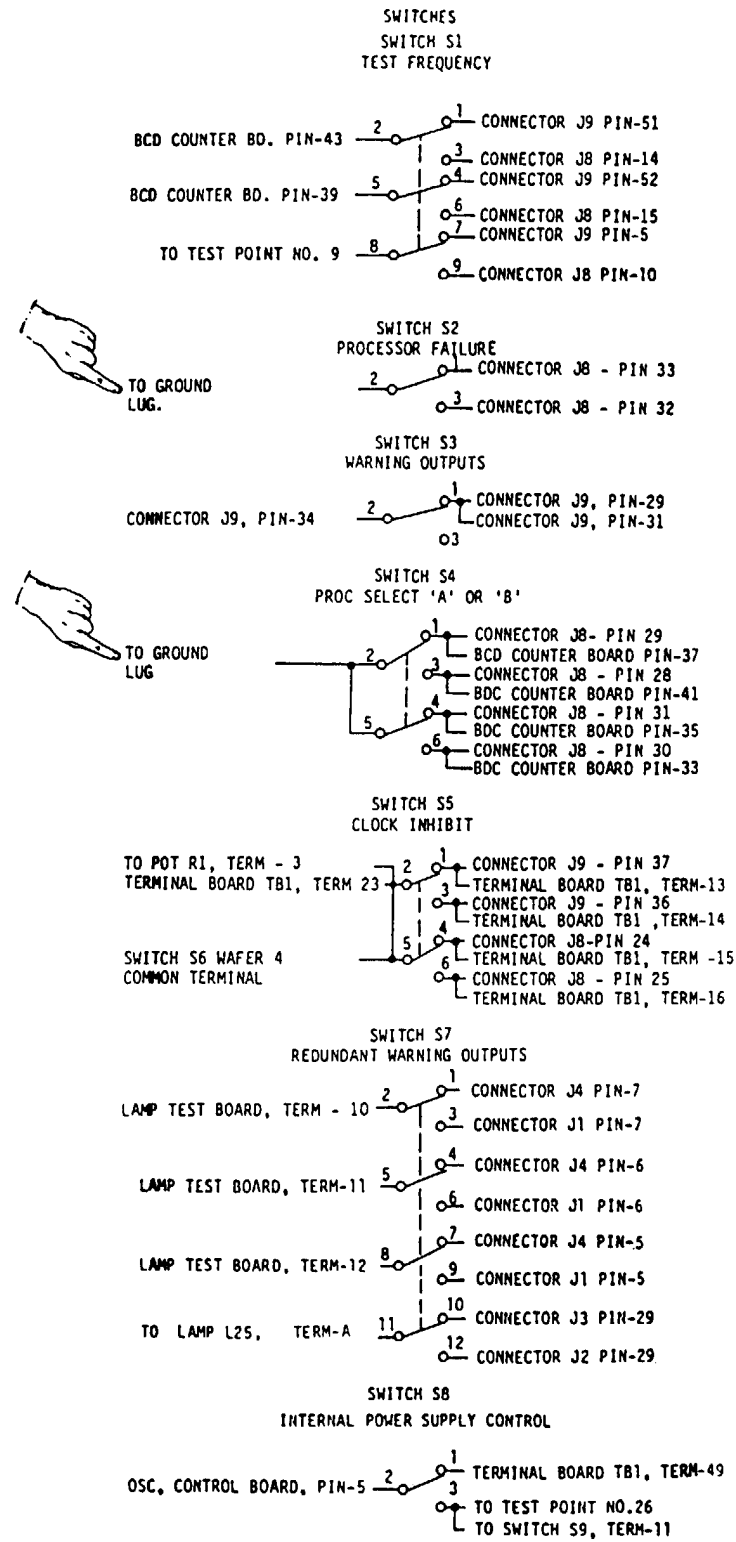 SWITCHES
SWITCH S1
TEST FREQUENCY
BCD COUNTER BD. PIN-43 2 1 CONNECTOR J9 PIN-51
3 CONNECTOR J8 PIN-14
BCD COUNTER BD. PIN-39 5 4 CONNECTOR J9 PIN-52
6 CONNECTOR J8 PIN-15
TO TEST POINT NO. 9 8 7 CONNECTOR J9 PIN-5
9 CONNECTOR J8 PIN-10
SWITCH S2
PROCESSOR FAILURE
TO GROUND
LUG.
2 1 CONNECTOR J8 - PIN 33
3 CONNECTOR J8 - PIN 32
SWITCH S3
WARNING OUTPUTS
CONNECTOR J9, PIN-34 2 1 CONNECTOR J9, PIN-29
CONNECTOR J9, PIN-31
3
SWITCH S4
PROC SELECT 'A' OR 'B'
TO GROUND
LUG
2 1 CONNECTOR J8- PIN 29
BCD COUNTER BOARD PIN-37
3 CONNECTOR J8 - PIN 28
BDC COUNTER BOARD PIN-41
5 4 CONNECTOR J8 - PIN 31
BDC COUNTER BOARD PIN-35
6 CONNECTOR J8 - PIN 30
BDC COUNTER BOARD PIN-33
SWITCH S5
CLOCK INHIBIT
TO POT R1, TERM - 3
TERMINAL BOARD TB1, TERM 23
2 1 CONNECTOR J9 - PIN 37
TERMINAL BOARD TB1, TERM-13
3 CONNECTOR J9 - PIN 36
TERMINAL BOARD TB1 ,TERM-14
SWITCH S6 WAFER 4
COMMON TERMINAL
5 4 CONNECTOR J8-PIN 24
TERMINAL BOARD TB1, TERM -15
6 CONNECTOR J8 - PIN 25
TERMINAL BOARD TB1, TERM-16
SWITCH S7
REDUNDANT WARNING OUTPUTS
LAMP TEST BOARD, TERM - 10 2 1 CONNECTOR J4 PIN-7
3 CONNECTOR J1 PIN-7
LAMP TEST BOARD, TERM-11 5 4 CONNECTOR J4 PIN-6
6 CONNECTOR J1 PIN-6
LAMP TEST BOARD, TERM-12 8 7 CONNECTOR J4 PIN-5
9 CONNECTOR J1 PIN-5
TO LAMP L25, TERM-A 11 10 CONNECTOR J3 PIN-29
12 CONNECTOR J2 PIN-29
SWITCH S8
INTERNAL POWER SUPPLY CONTROL
OSC, CONTROL BOARD, PIN-5 2 1 TERMINAL BOARD TB1, TERM-49
3 TO TEST POINT NO.26
TO SWITCH S9, TERM-11